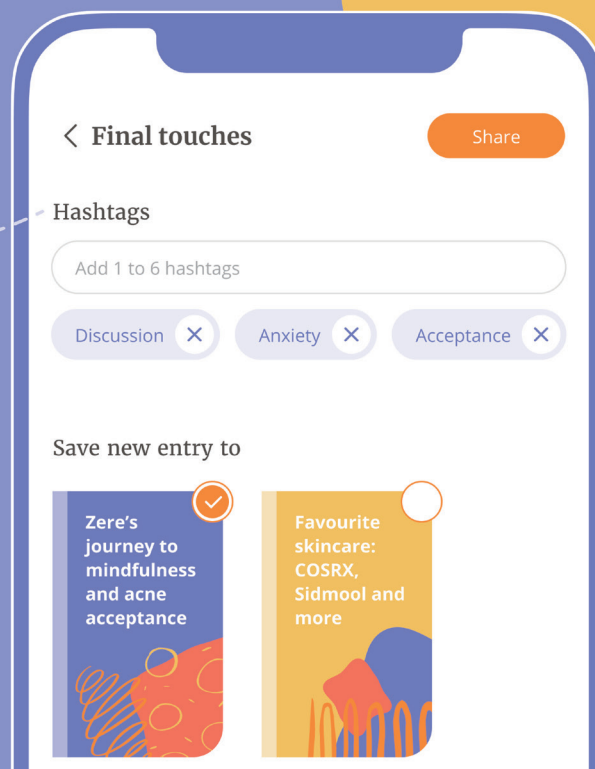 Final touches
Share
Hashtags
Add 1 to 6 hashtags
Discussion
Anxiety
Acceptance
Save new entry to
Zere’s
journey to
mindfulness
and acne
acceptance
Favourite
skincare:
COSRX,
Sidmool and
more